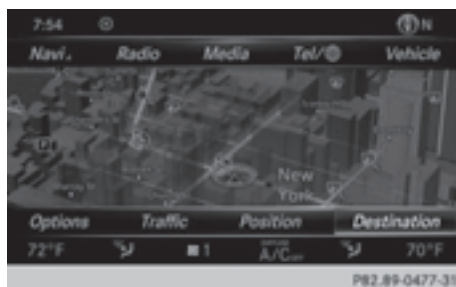 7:54 N
Navi Radio Media Tel/ Vehicle
New
York
Options Traffic Position Destination
72°F 1 A/C OFF 70°F
P82.89-0477-31